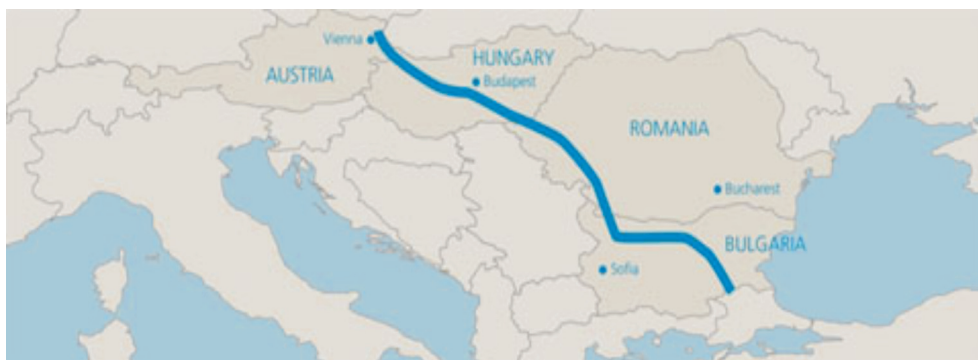 Vienna
HUNGARY
AUSTRIA
Budapest
ROMANIA
Bucharest
BULGARIA
Sofia